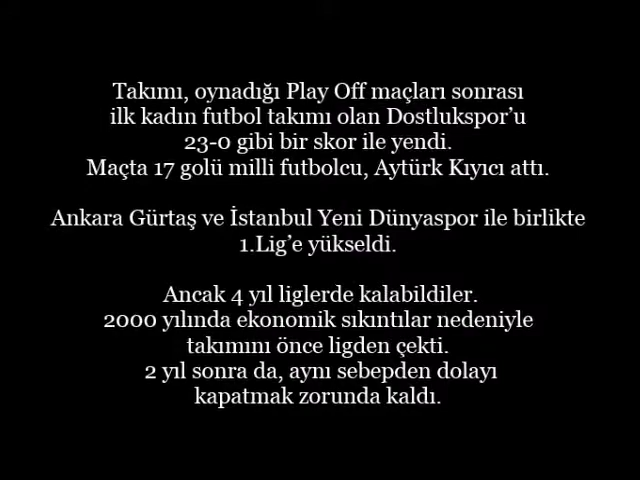 Takımı, oynadığı Play Off maçları sonrası
ilk kadın futbol takımı olan Dostlukspor’u
23-0 gibi bir skor ile yendi.
Maçta 17 golü milli futbolcu, Aytürk Kıyıcı attı.
Ankara Gürtaş ve İstanbul Yeni Dünyaspor ile birlikte
1.Lig’e yükseldi.
Ancak 4 yıl liglerde kalabildiler.
2000 yılında ekonomik sıkıntılar nedeniyle
takımını önce ligden çekti.
2 yıl sonra da, aynı sebepden dolayı
kapatmak zorunda kaldı.